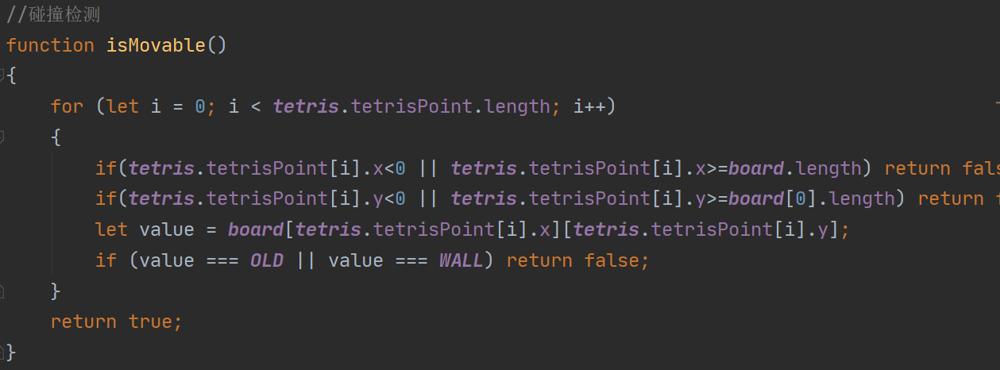 //碰撞检测
function isMovable()
{
for (let i = 0; i < tetris.tetrisPoint.length; i++)
{
if(tetris.tetrisPoint[i].x<0 || tetris.tetrisPoint[i].x>=board.length) return
if(tetris.tetrisPoint[i].y<0 || tetris.tetrisPoint[i].y>=board[0].length) return
let value = board[tetris.tetrisPoint[i].x][tetris.tetrisPoint[i].y];
if (value === OLD || value === WALL) return false;
}
return true;
}